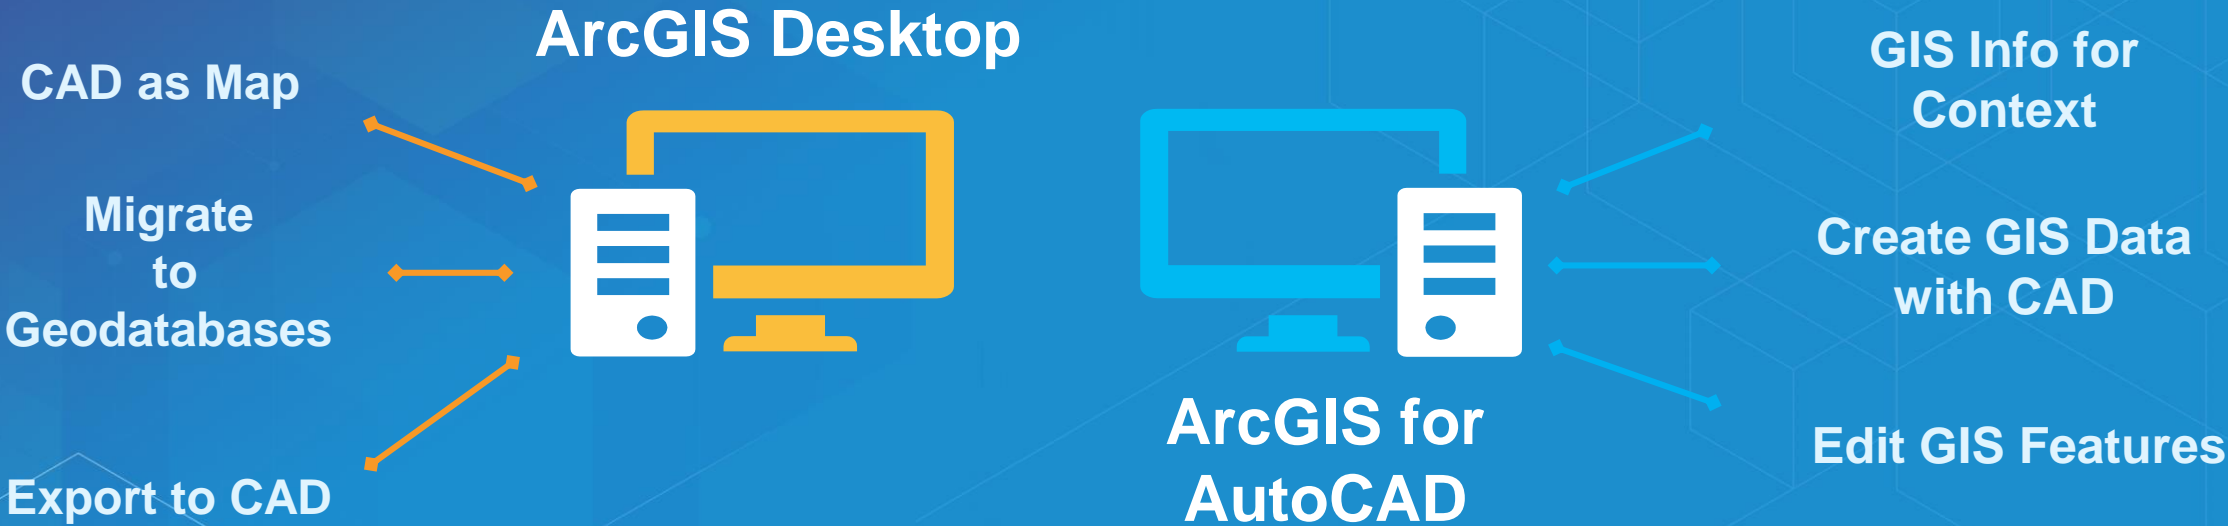 ArcGIS Desktop
CAD as Map
Migrate
to
Geodatabases
Export to CAD
ArcGIS for
AutoCAD
GIS Info for
Context
Create GIS Data
with CAD
Edit GIS Features